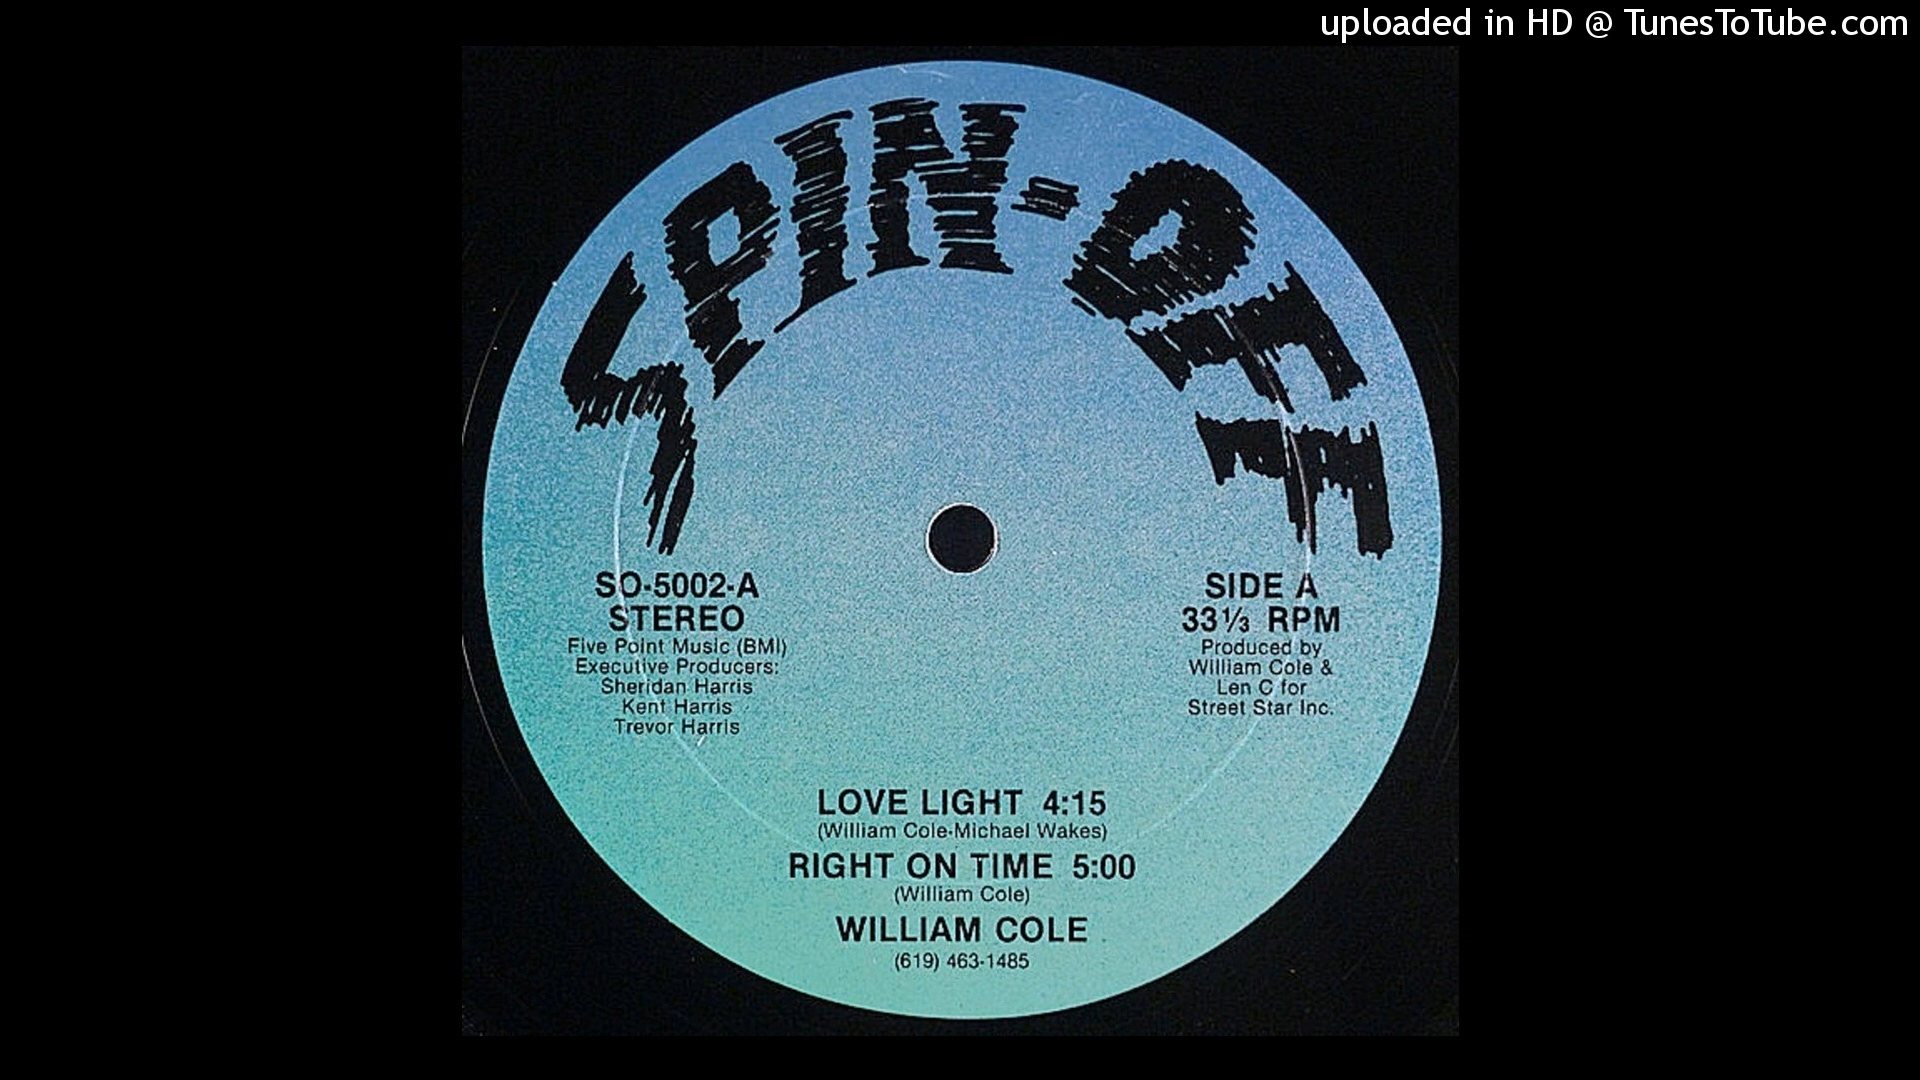 uploaded in HD @ TunesToTube.com
SPIN-OFF
SO-5002-A
STEREO
Five Point Music (BMI)
Executive Producers:
Sheridan Harris
Kent Harris
Trevor Harris
SIDE A
33⅓ RPM
Produced by
William Cole &
Len C for
Street Star Inc.
LOVE LIGHT 4:15
(William Cole-Michael Wakes)
RIGHT ON TIME 5:00
(William Cole)
WILLIAM COLE
(619) 463-1485